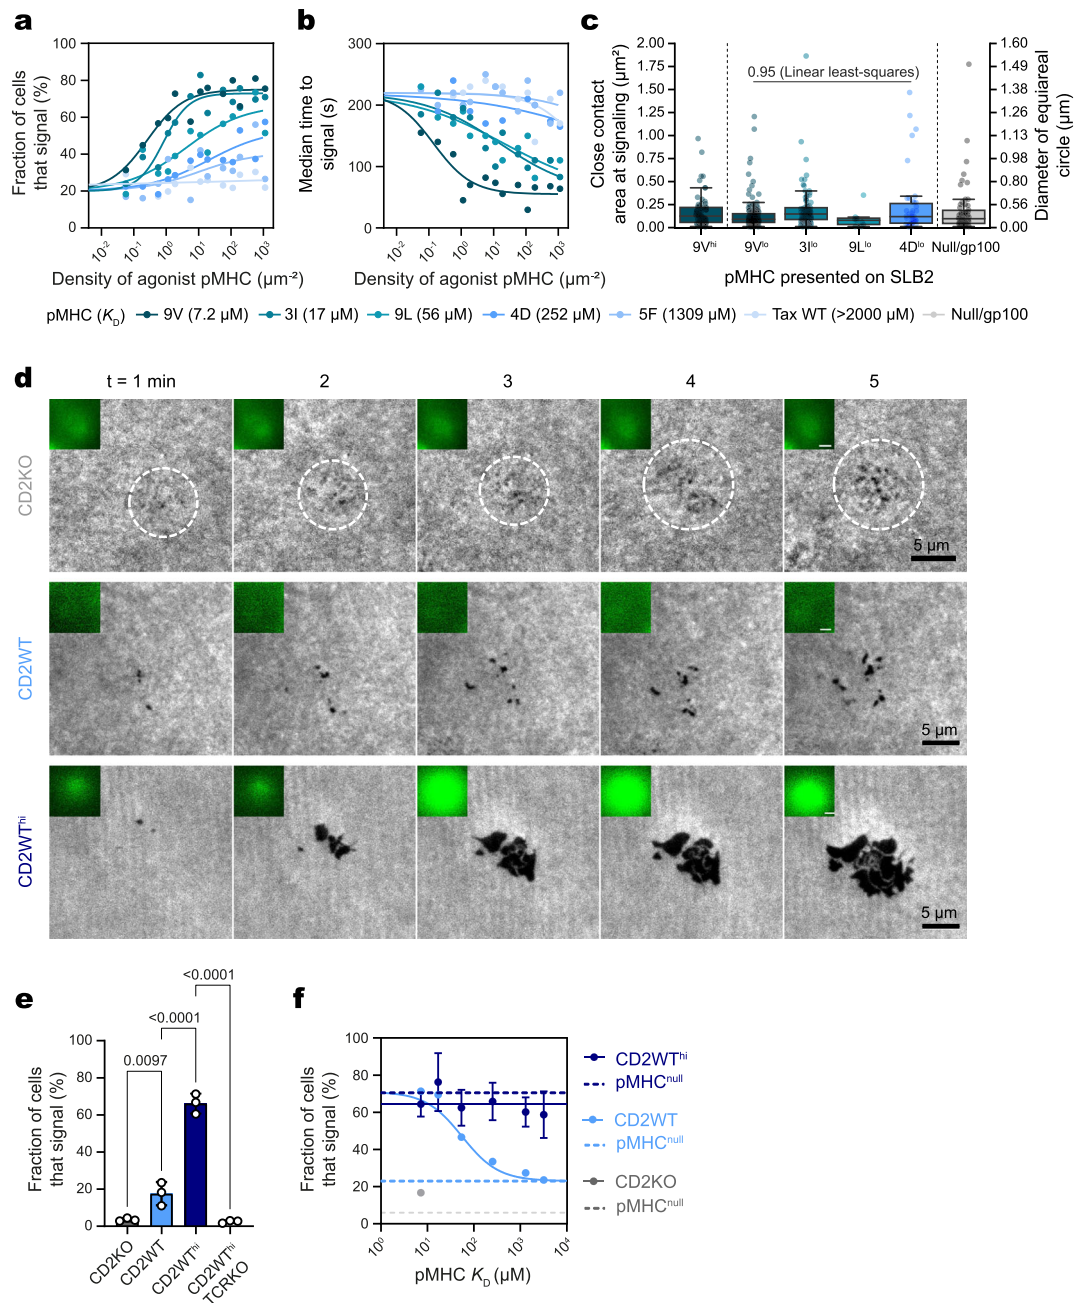 a
Fraction of cells
that signal (%)
100
80
60
40
20
0
10⁻²
10⁻¹
10⁰
10¹
10²
10³
Density of agonist pMHC (µm⁻²)
b
Median time to
signal (s)
300
200
100
0
10⁻²
10⁻¹
10⁰
10¹
10²
10³
Density of agonist pMHC (µm⁻²)
c
Close contact
area at signaling (µm²)
2.00
1.75
1.50
1.25
1.00
0.75
0.50
0.25
0.00
0.95 (Linear least-squares)
1.60
1.49
1.38
1.26
1.13
0.98
0.80
0.56
0.00
Diameter of equiareal
circle (µm)
9Vʰⁱ
9Vˡᵒ
3Iˡᵒ
9Lˡᵒ
4Dˡᵒ
Null/gp100
pMHC presented on SLB2
pMHC (K_D)
9V (7.2 µM)
3I (17 µM)
9L (56 µM)
4D (252 µM)
5F (1309 µM)
Tax WT (>2000 µM)
Null/gp100
d
t = 1 min
2
3
4
5
CD2KO
5 µm
CD2WT
5 µm
CD2WTʰⁱ
5 µm
e
Fraction of cells
that signal (%)
100
80
60
40
20
0
0.0097
<0.0001
<0.0001
CD2KO
CD2WT
CD2WTʰⁱ
CD2WTʰⁱ
TCRKO
f
Fraction of cells
that signal (%)
100
80
60
40
20
0
10⁰
10¹
10²
10³
10⁴
pMHC K_D (µM)
CD2WTʰⁱ
pMHCⁿᵘˡˡ
CD2WT
pMHCⁿᵘˡˡ
CD2KO
pMHCⁿᵘˡˡ